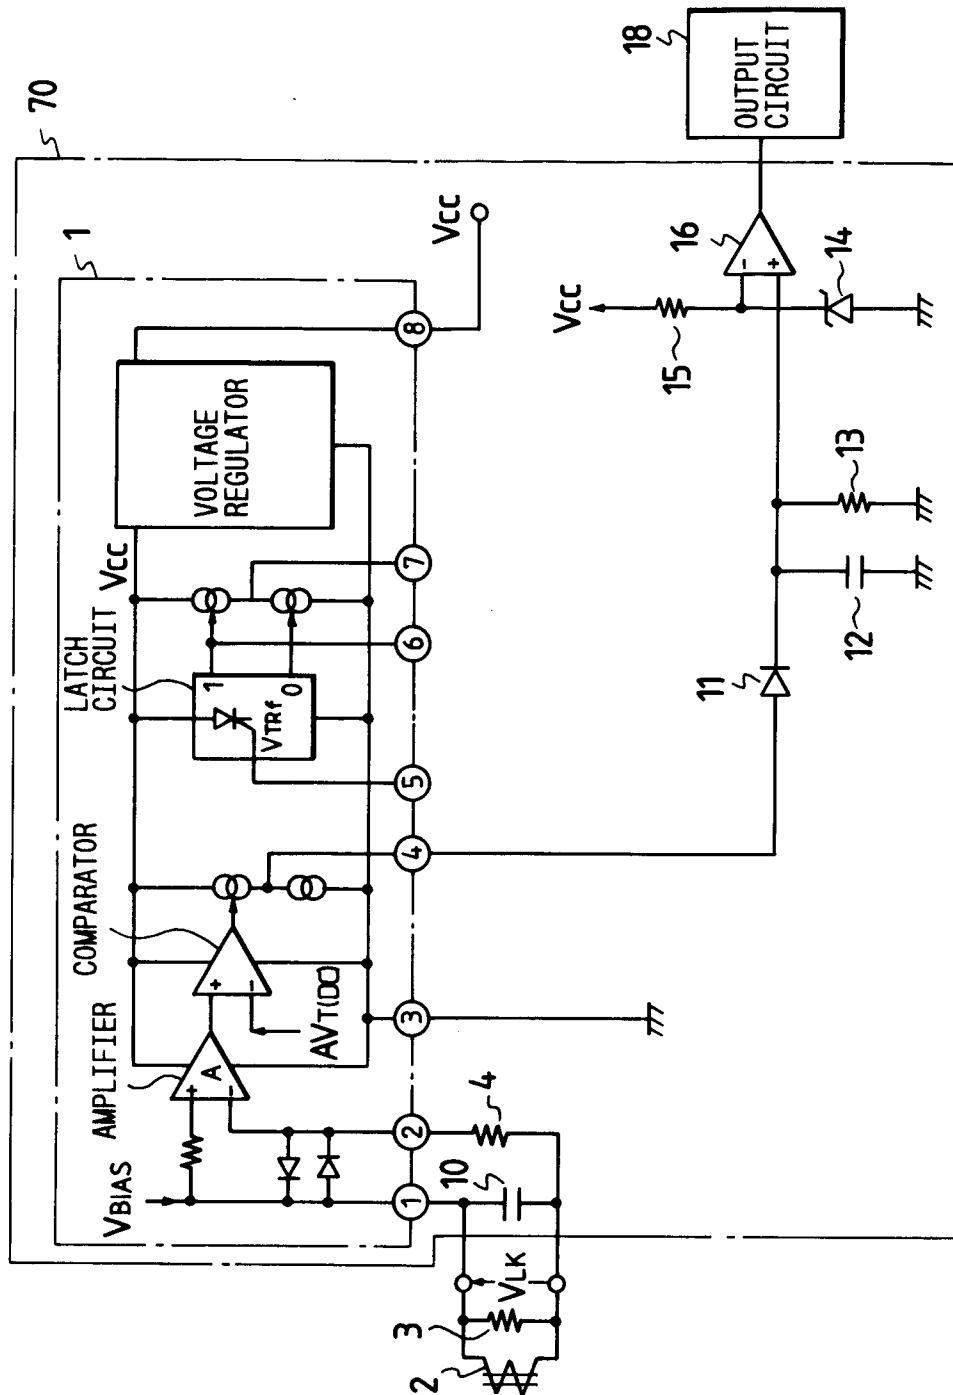 70
1
AMPLIFIER
COMPARATOR
LATCH
CIRCUIT
VCC
VOLTAGE
REGULATOR
VCC
VBIAS
+
-
A
+
-
AVT(DC)
1
0
VTRf
1
2
3
4
5
6
7
8
2
3
VLK
10
4
11
12
13
VCC
15
-
+
16
14
18
OUTPUT
CIRCUIT